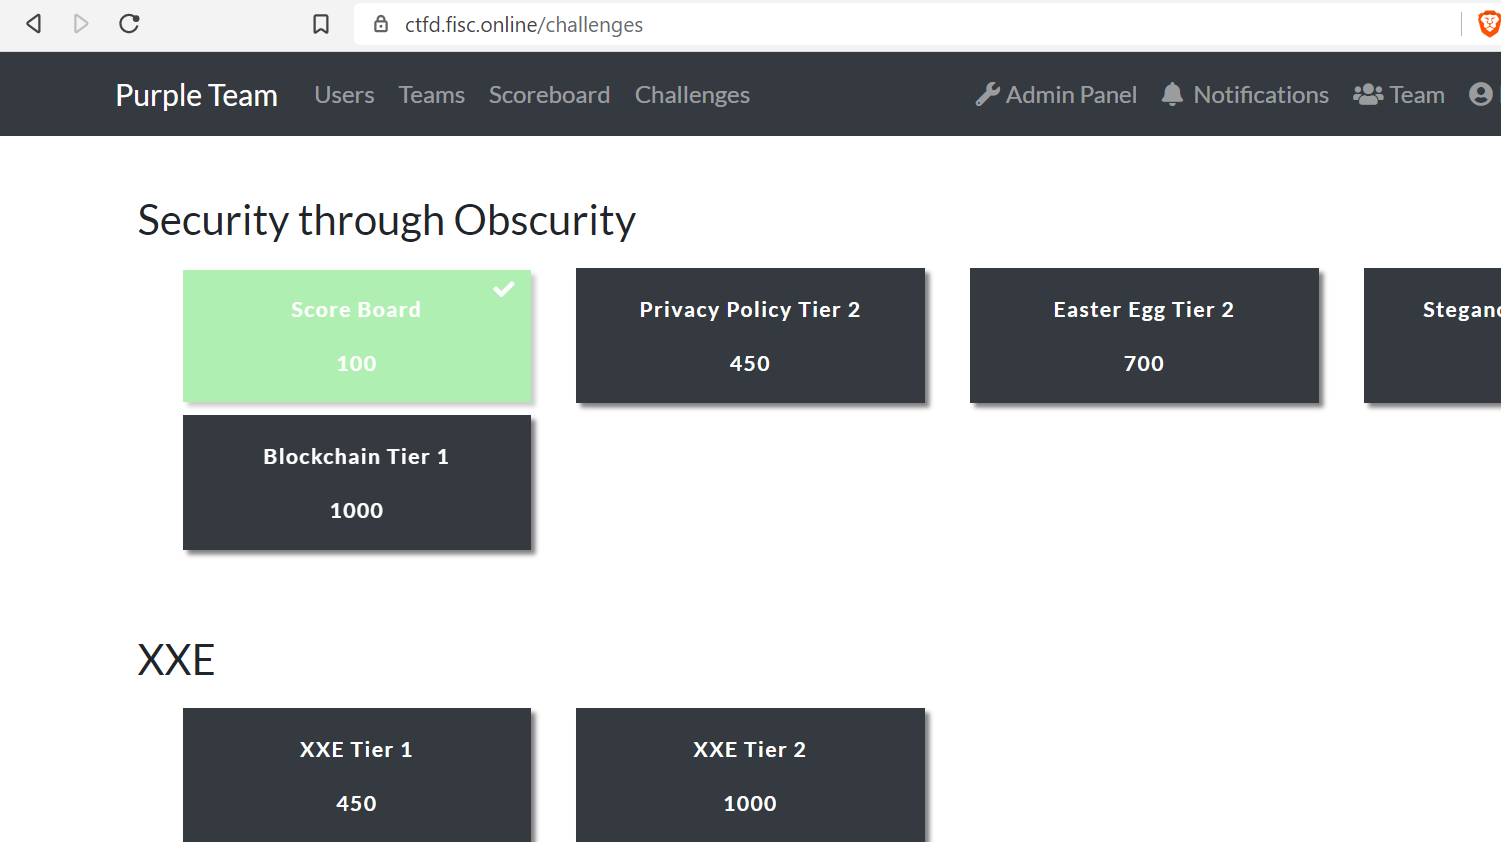 ctfd.fisc.online/challenges
Purple Team Users Teams Scoreboard Challenges Admin Panel Notifications Team
Security through Obscurity
Score Board Privacy Policy Tier 2 Easter Egg Tier 2
100 450 700
Blockchain Tier 1
1000
XXE
XXE Tier 1 XXE Tier 2
450 1000